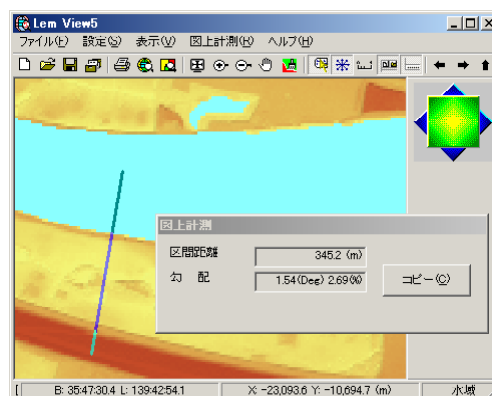 Lem View5
ファイル(F) 設定(S) 表示(V) 図上計測(H) ヘルプ(H)
図上計測
区間距離 345.2 (m)
勾 配 1.54(Deg) 2.69(%)
コピー(C)
B: 35:47:30.4 L: 139:42:54.1 X: -23,093.6 Y: -10,694.7 (m) 水域